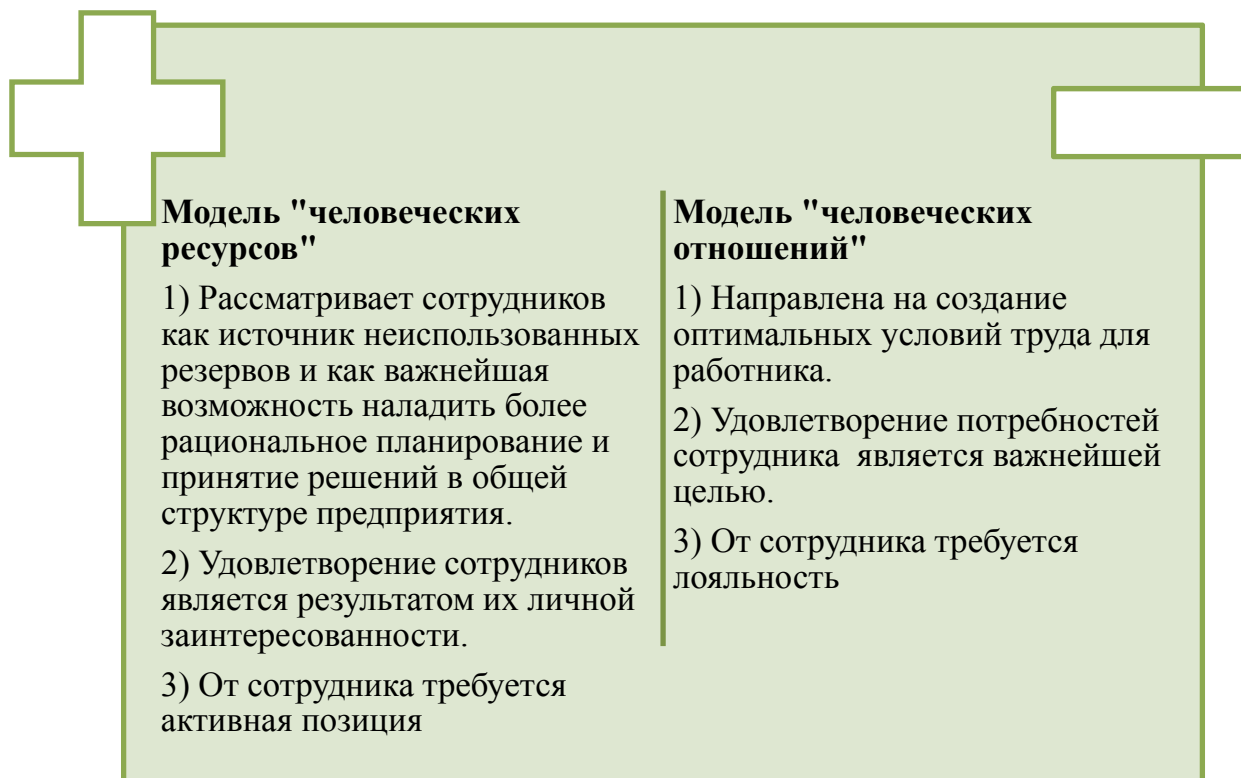 Модель "человеческих
ресурсов"
1) Рассматривает сотрудников
как источник неиспользованных
резервов и как важнейшая
возможность наладить более
рациональное планирование и
принятие решений в общей
структуре предприятия.
2) Удовлетворение сотрудников
является результатом их личной
заинтересованности.
3) От сотрудника требуется
активная позиция
Модель "человеческих
отношений"
1) Направлена на создание
оптимальных условий труда для
работника.
2) Удовлетворение потребностей
сотрудника  является важнейшей
целью.
3) От сотрудника требуется
лояльность